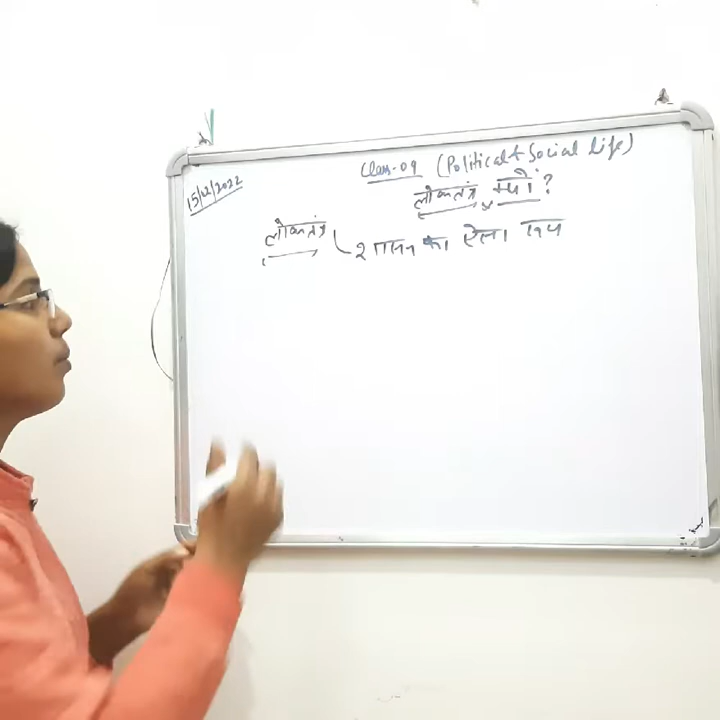 Class-09 (Political & Social Life)
15/12/2022
लोकतंत्र क्यों?
लोकतंत्र
शासन का ऐसा रूप